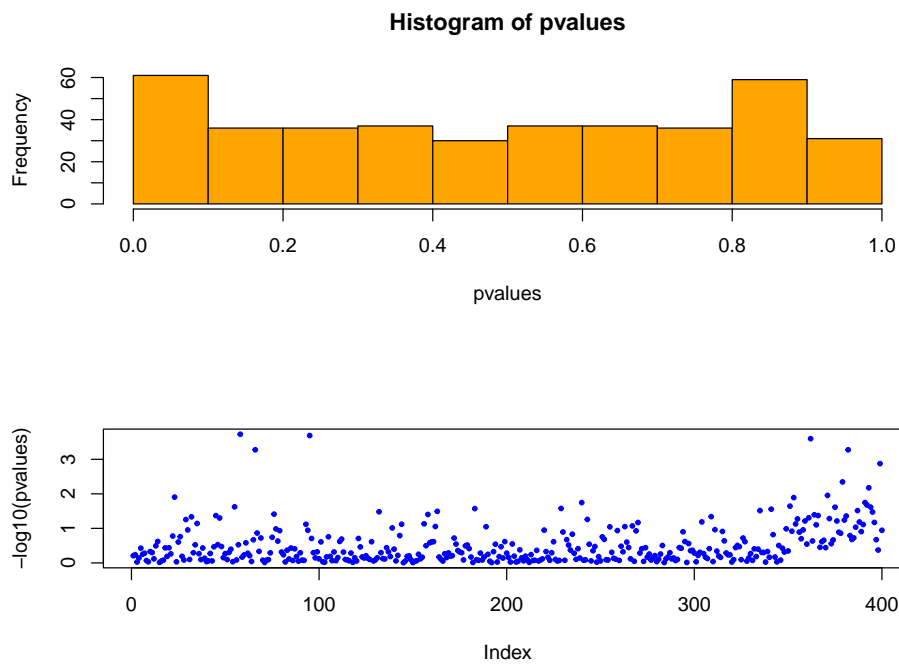 Histogram of pvalues
Frequency
60
40
20
0
0.0 0.2 0.4 0.6 0.8 1.0
pvalues
−log10(pvalues)
3
2
1
0
0 100 200 300 400
Index